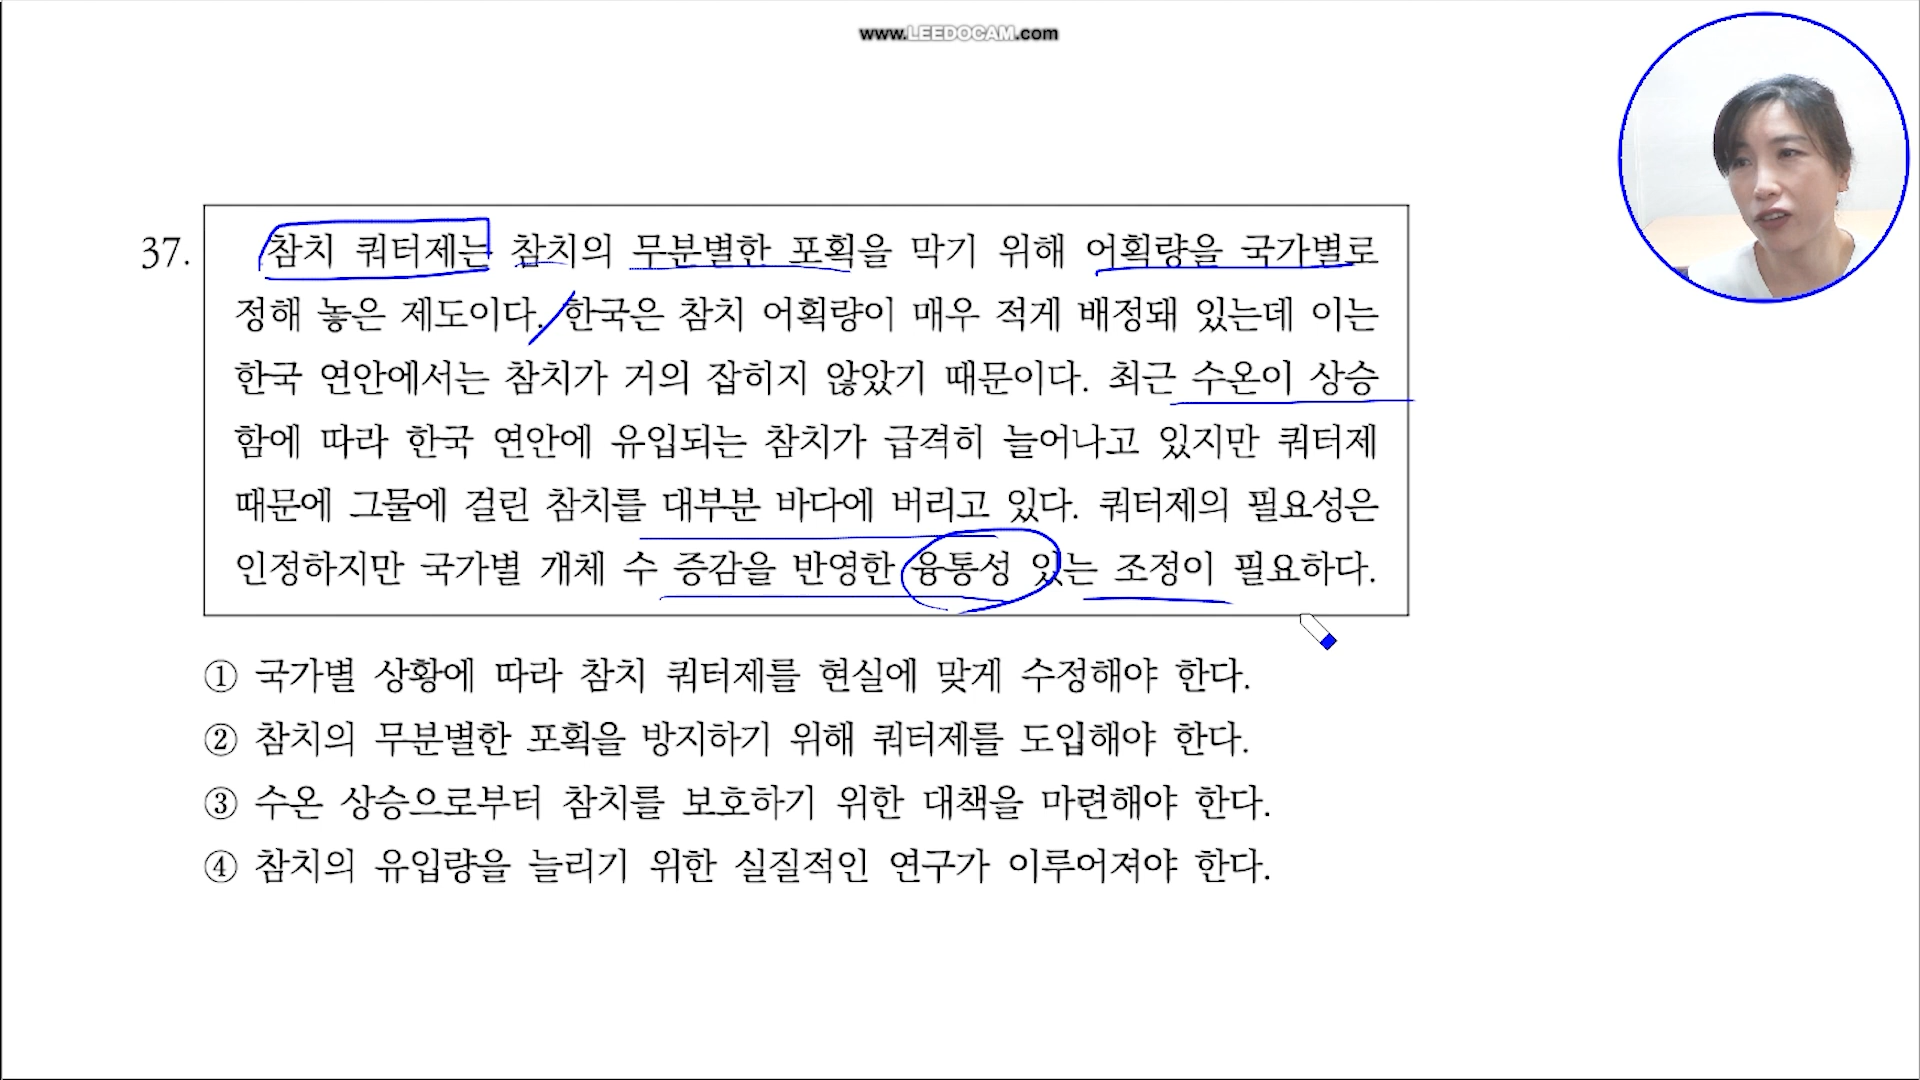 www.LEEDOCAM.com
37. 참치 쿼터제는 참치의 무분별한 포획을 막기 위해 어획량을 국가별로
정해 놓은 제도이다. 한국은 참치 어획량이 매우 적게 배정돼 있는데 이는
한국 연안에서는 참치가 거의 잡히지 않았기 때문이다. 최근 수온이 상승
함에 따라 한국 연안에 유입되는 참치가 급격히 늘어나고 있지만 쿼터제
때문에 그물에 걸린 참치를 대부분 바다에 버리고 있다. 쿼터제의 필요성은
인정하지만 국가별 개체 수 증감을 반영한 융통성 있는 조정이 필요하다.
① 국가별 상황에 따라 참치 쿼터제를 현실에 맞게 수정해야 한다.
② 참치의 무분별한 포획을 방지하기 위해 쿼터제를 도입해야 한다.
③ 수온 상승으로부터 참치를 보호하기 위한 대책을 마련해야 한다.
④ 참치의 유입량을 늘리기 위한 실질적인 연구가 이루어져야 한다.